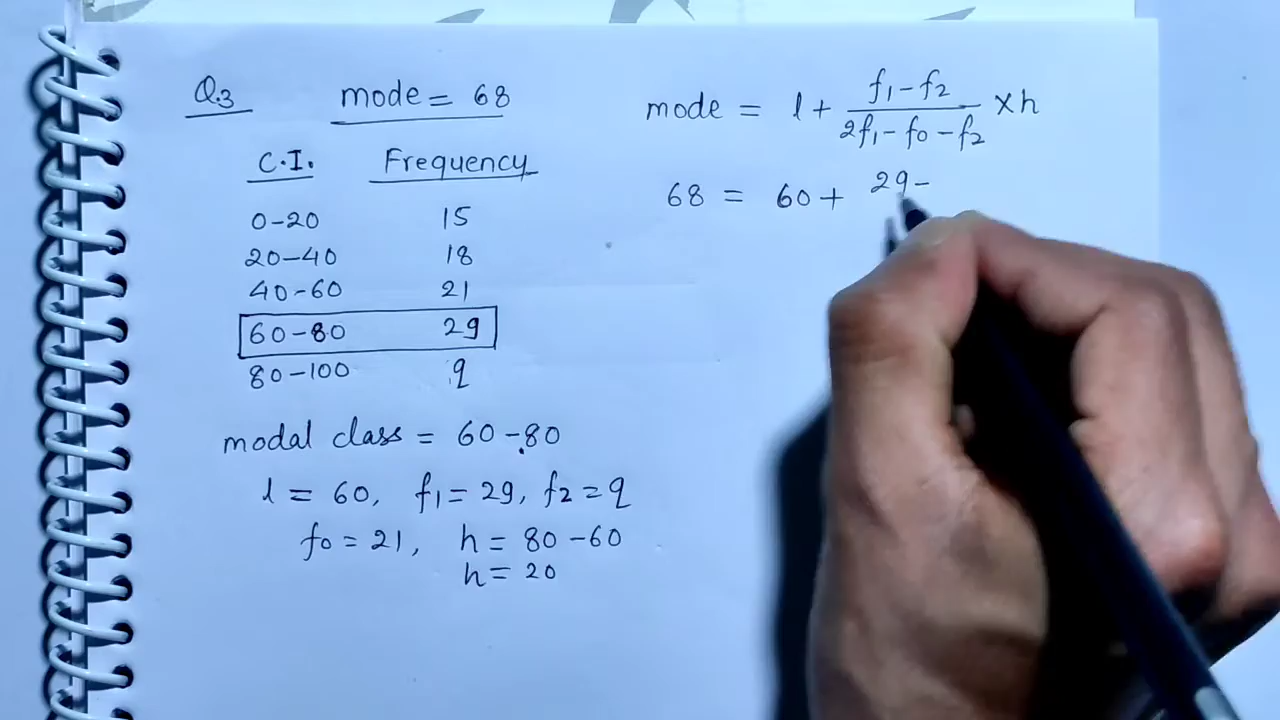 Q.3 mode = 68
C.I. Frequency
0-20 15
20-40 18
40-60 21
60-80 29
80-100 q
modal class = 60-80
l = 60, f1 = 29, f2 = q
f0 = 21, h = 80-60
h = 20
mode = l + (f1-f2)/(2f1-f0-f2) ×h
68 = 60 + 29-